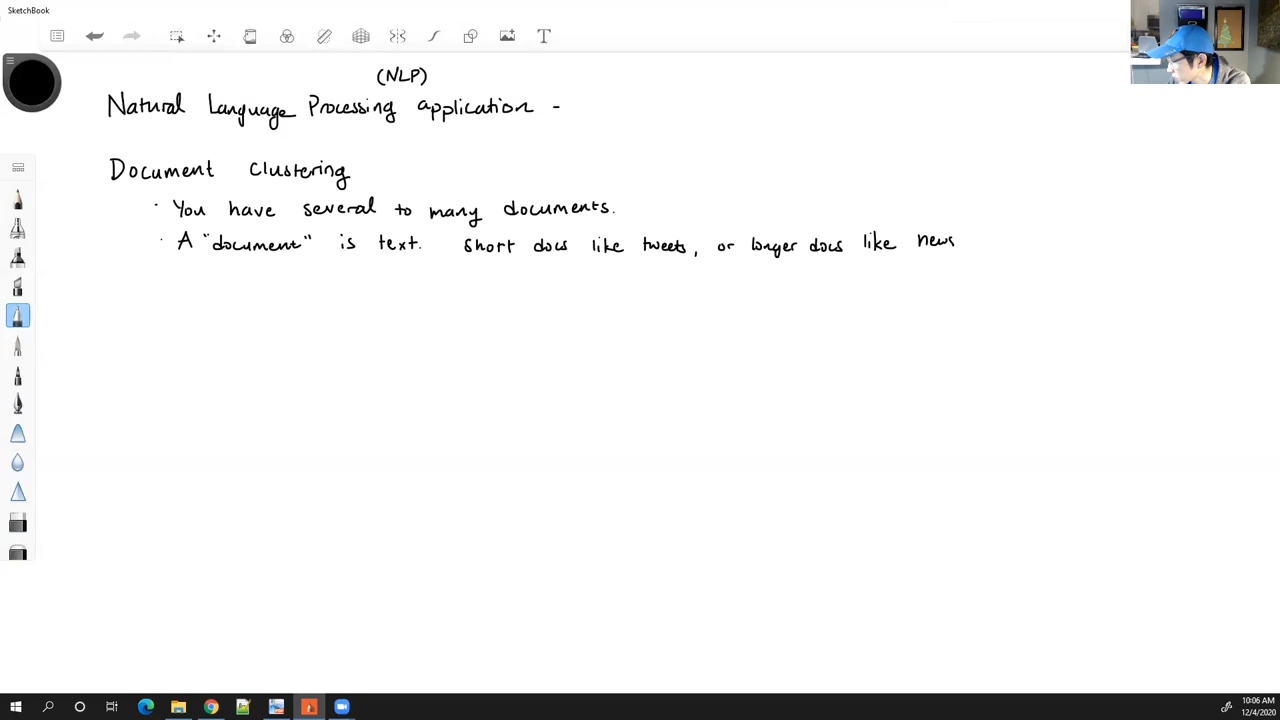 SketchBook
(NLP)
Natural Language Processing application -
Document Clustering
· You have several to many documents.
· A "document" is text. Short docs like tweets, or longer docs like news
10:06 AM
12/4/2020